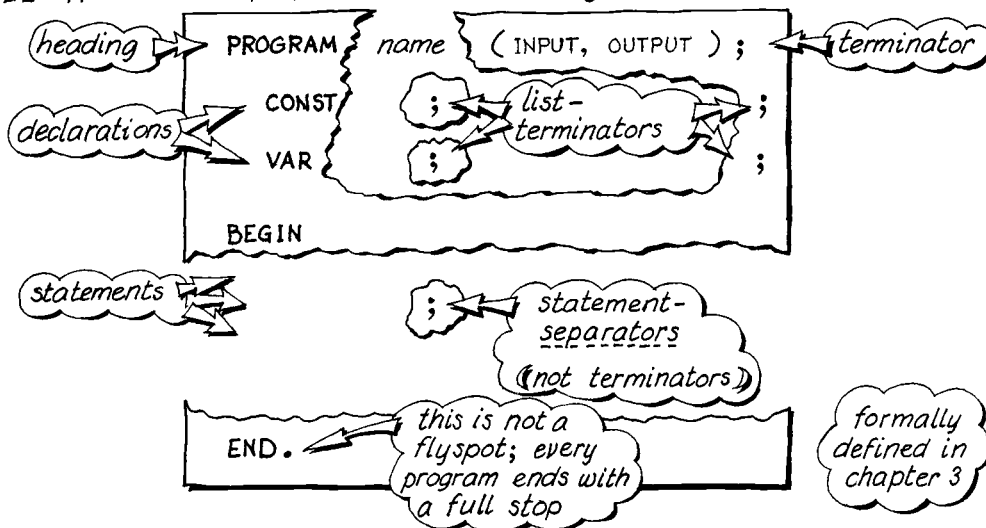 heading PROGRAM name ( INPUT, OUTPUT ) ; terminator
CONST ; list- ;
declarations terminators
VAR ; ;
BEGIN
statements ; statement-
separators
(not terminators)
END. this is not a
flyspot; every
program ends with
a full stop
formally
defined in
chapter 3